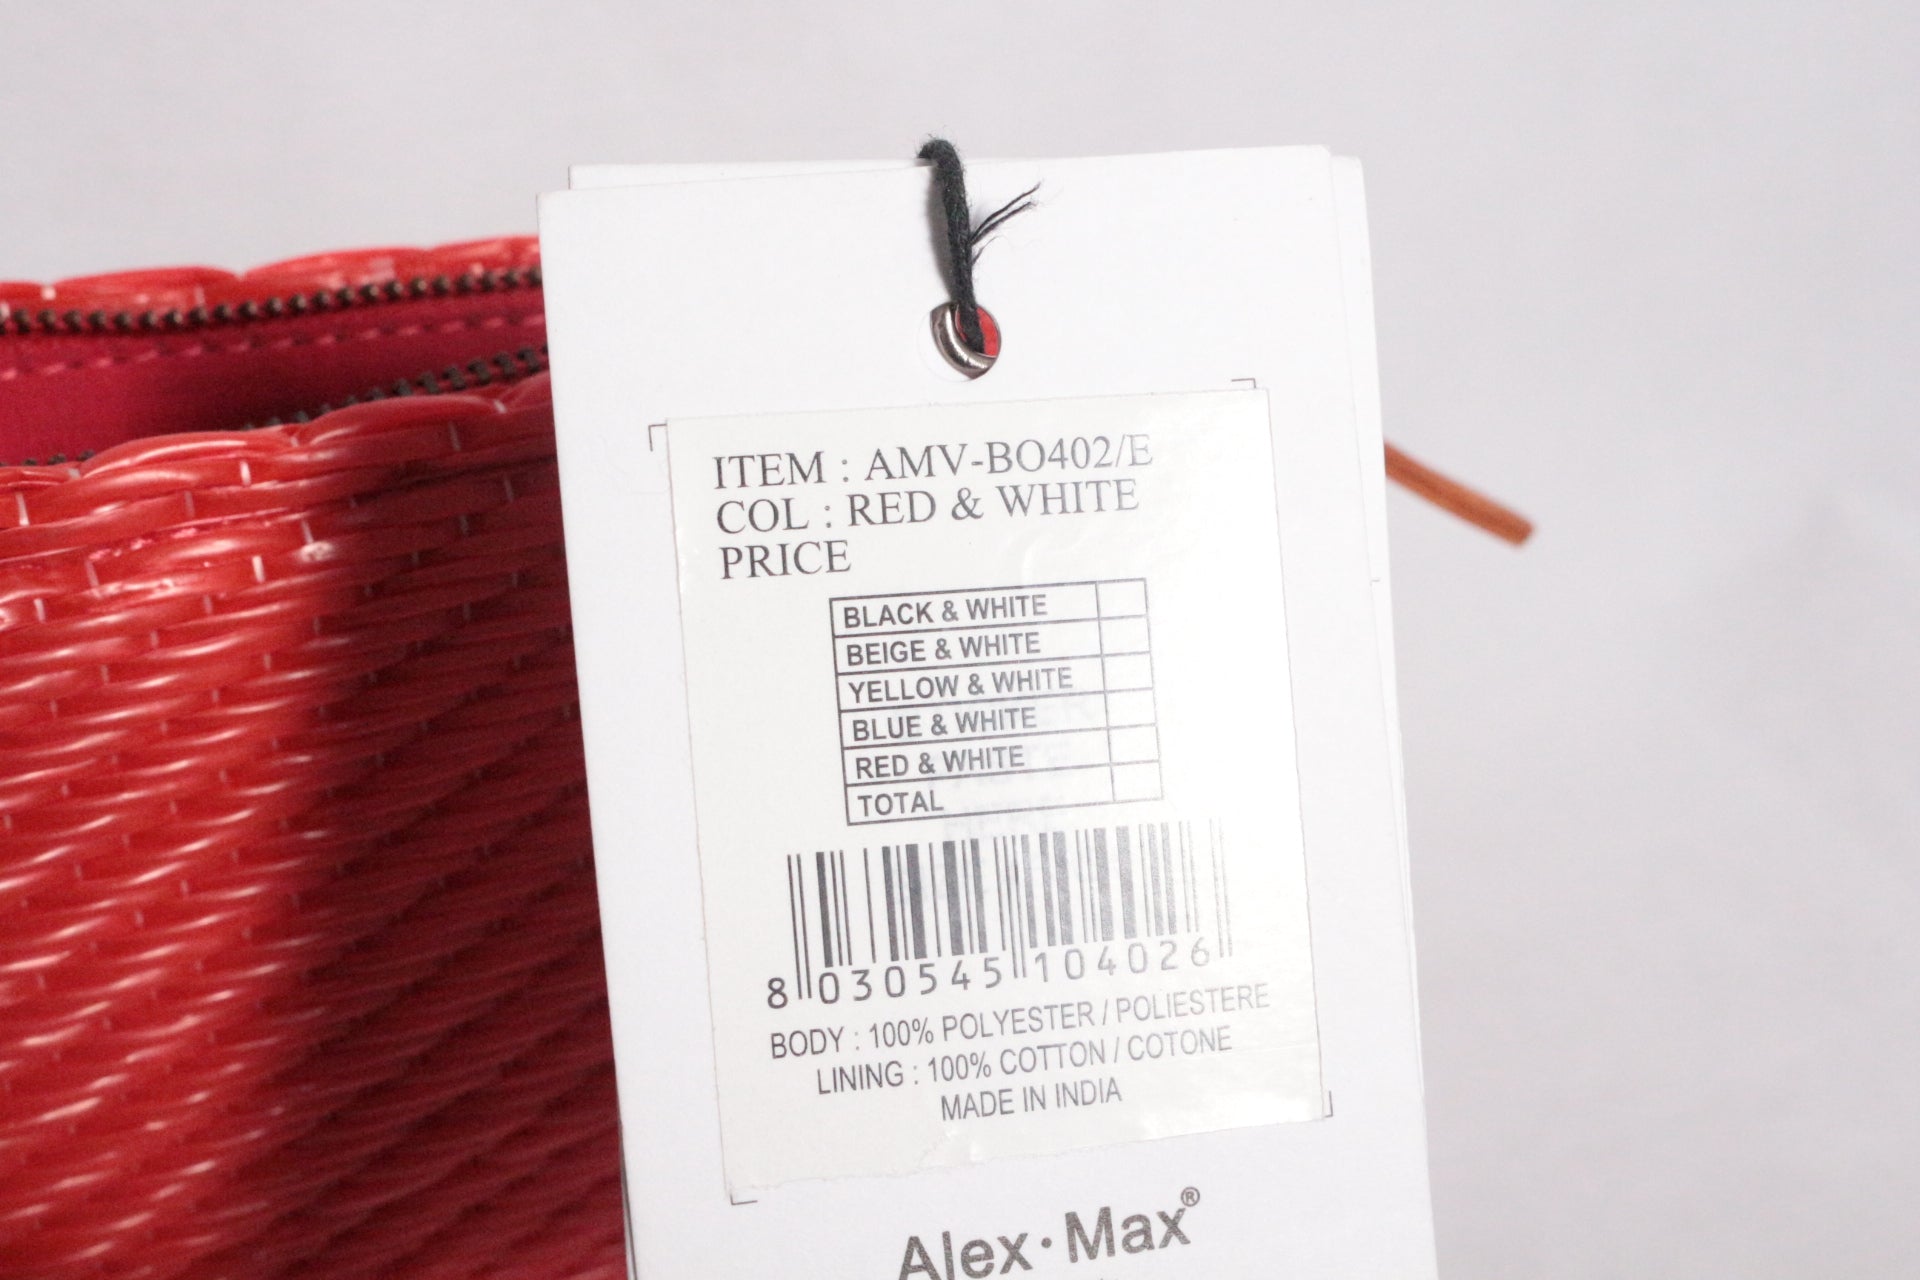 ITEM : AMV-BO402/E
COL : RED & WHITE
PRICE
BLACK & WHITE
BEIGE & WHITE
YELLOW & WHITE
BLUE & WHITE
RED & WHITE
TOTAL
8 030545 104026
BODY : 100% POLYESTER / POLIESTERE
LINING : 100% COTTON / COTONE
MADE IN INDIA
Alex·Max®